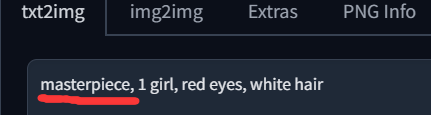 txt2img img2img Extras PNG Info
masterpiece, 1 girl, red eyes, white hair